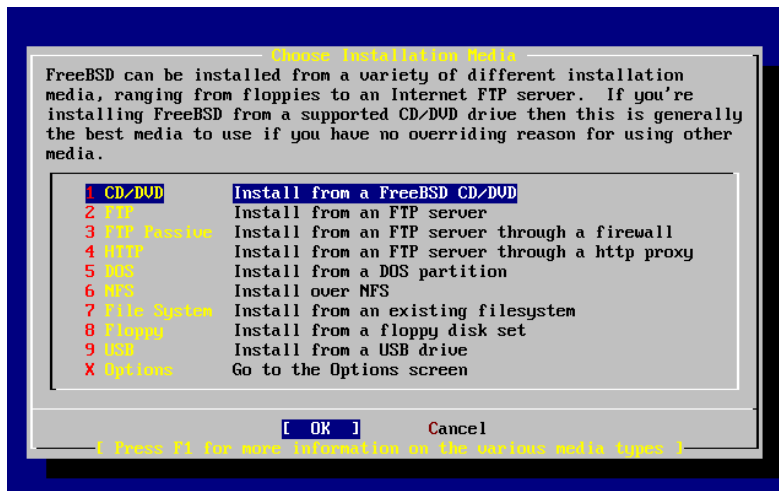 Choose Installation Media
FreeBSD can be installed from a variety of different installation
media, ranging from floppies to an Internet FTP server.  If you're
installing FreeBSD from a supported CD/DVD drive then this is generally
the best media to use if you have no overriding reason for using other
media.
1 CD/DVD Install from a FreeBSD CD/DVD
2 FTP Install from an FTP server
3 FTP Passive Install from an FTP server through a firewall
4 HTTP Install from an FTP server through a http proxy
5 DOS Install from a DOS partition
6 NFS Install over NFS
7 File System Install from an existing filesystem
8 Floppy Install from a floppy disk set
9 USB Install from a USB drive
X Options Go to the Options screen
[ OK ] Cancel
[ Press F1 for more information on the various media types ]